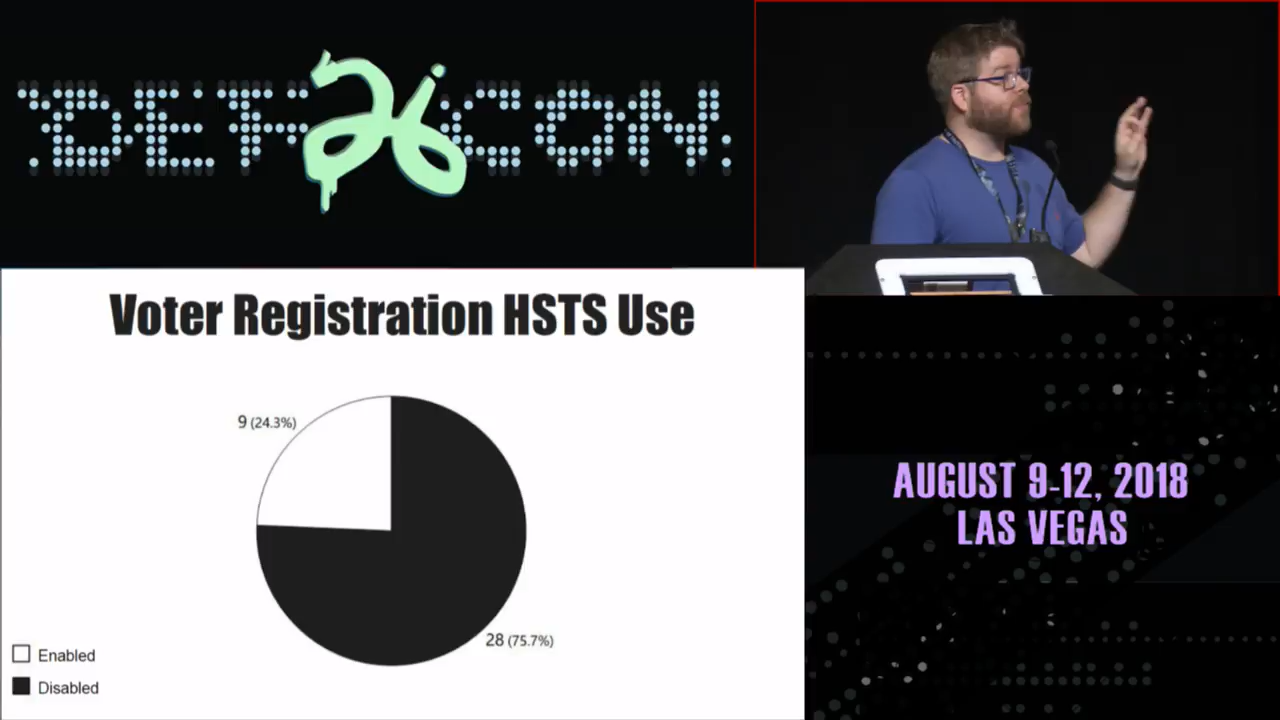 DEF 26 CON
Voter Registration HSTS Use
9 (24.3%)
28 (75.7%)
Enabled
Disabled
AUGUST 9-12, 2018
LAS VEGAS